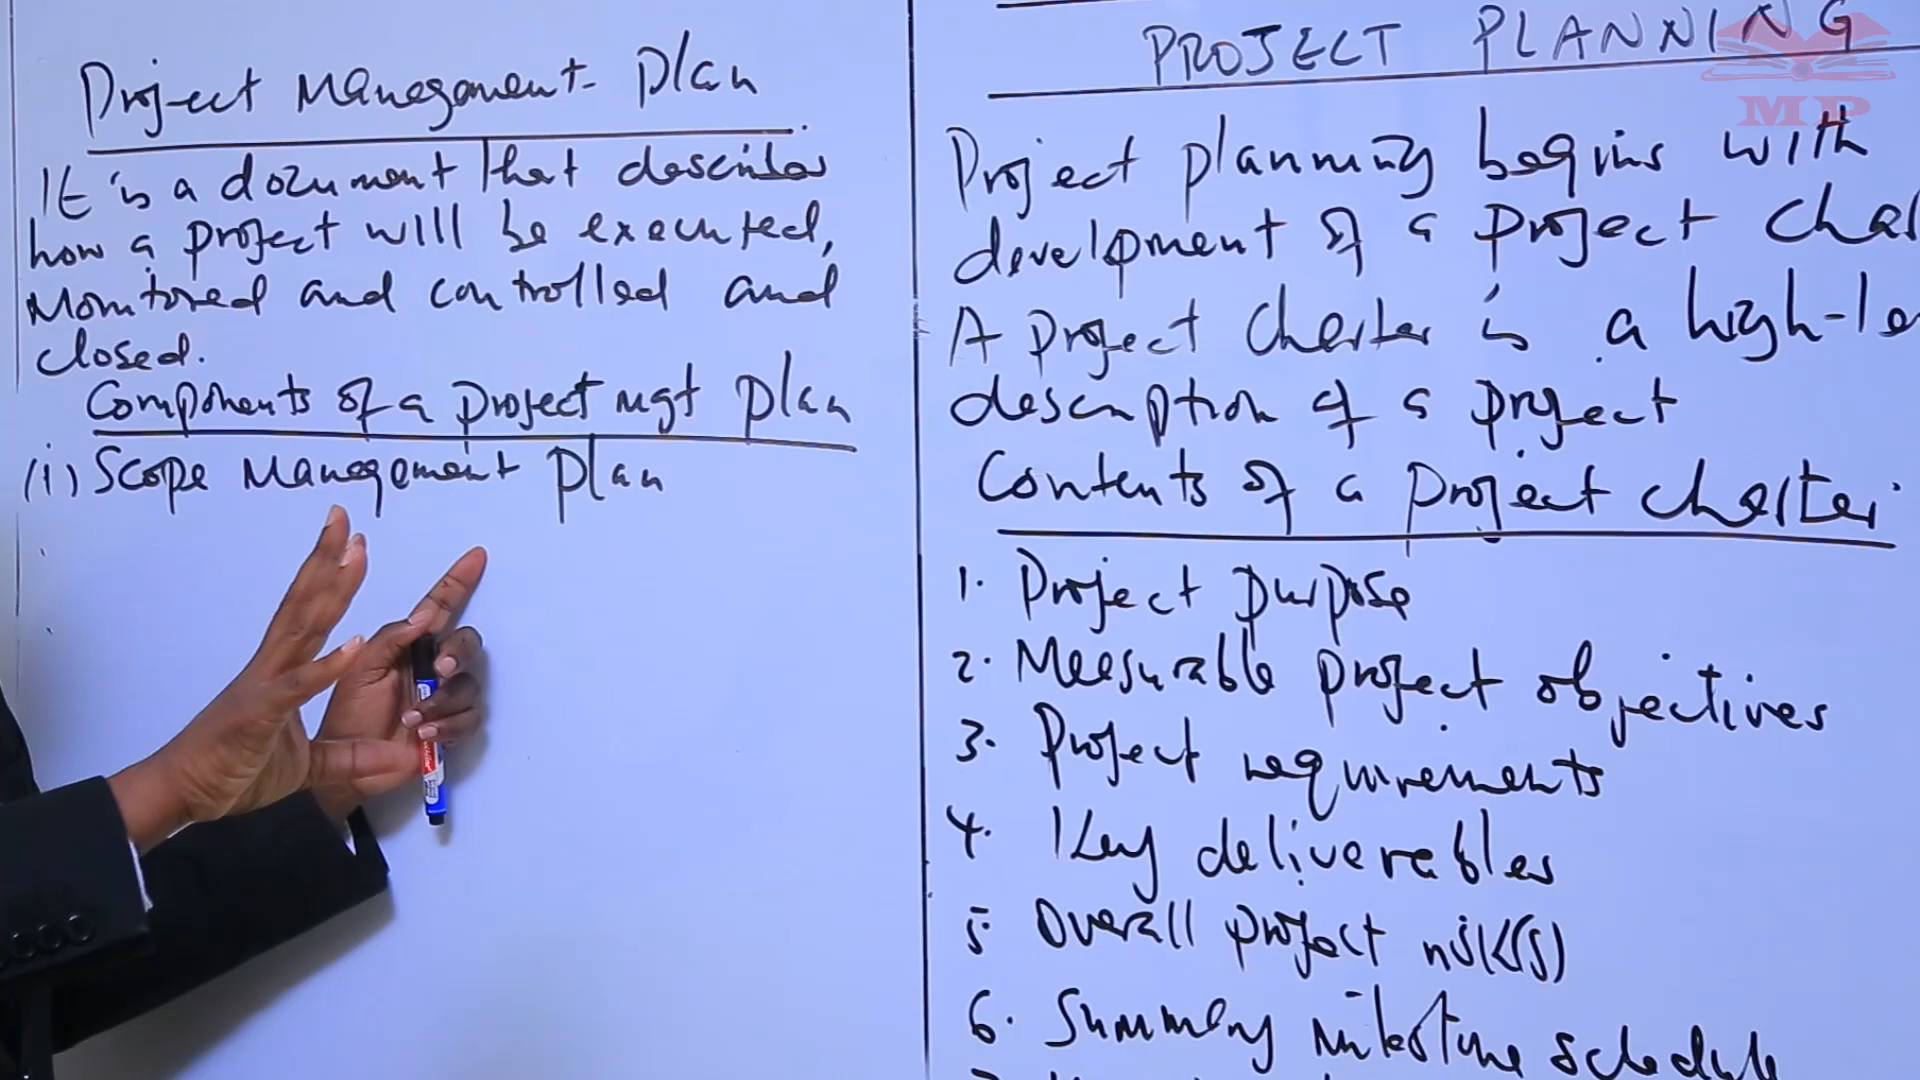 Project Management Plan
It is a document that describes
how a project will be executed,
Monitored and controlled and
closed.
Components of a project mgt plan
(i) Scope Management Plan
PROJECT PLANNING
MP
Project planning begins with
development of a project
A project charter is a high-
description of a project
Contents of a project charter
1. Project purpose
2. Measurable project objectives
3. Project requirements
4. Key deliverables
5 Overall project risk(s)
6. Summary milestone schedule